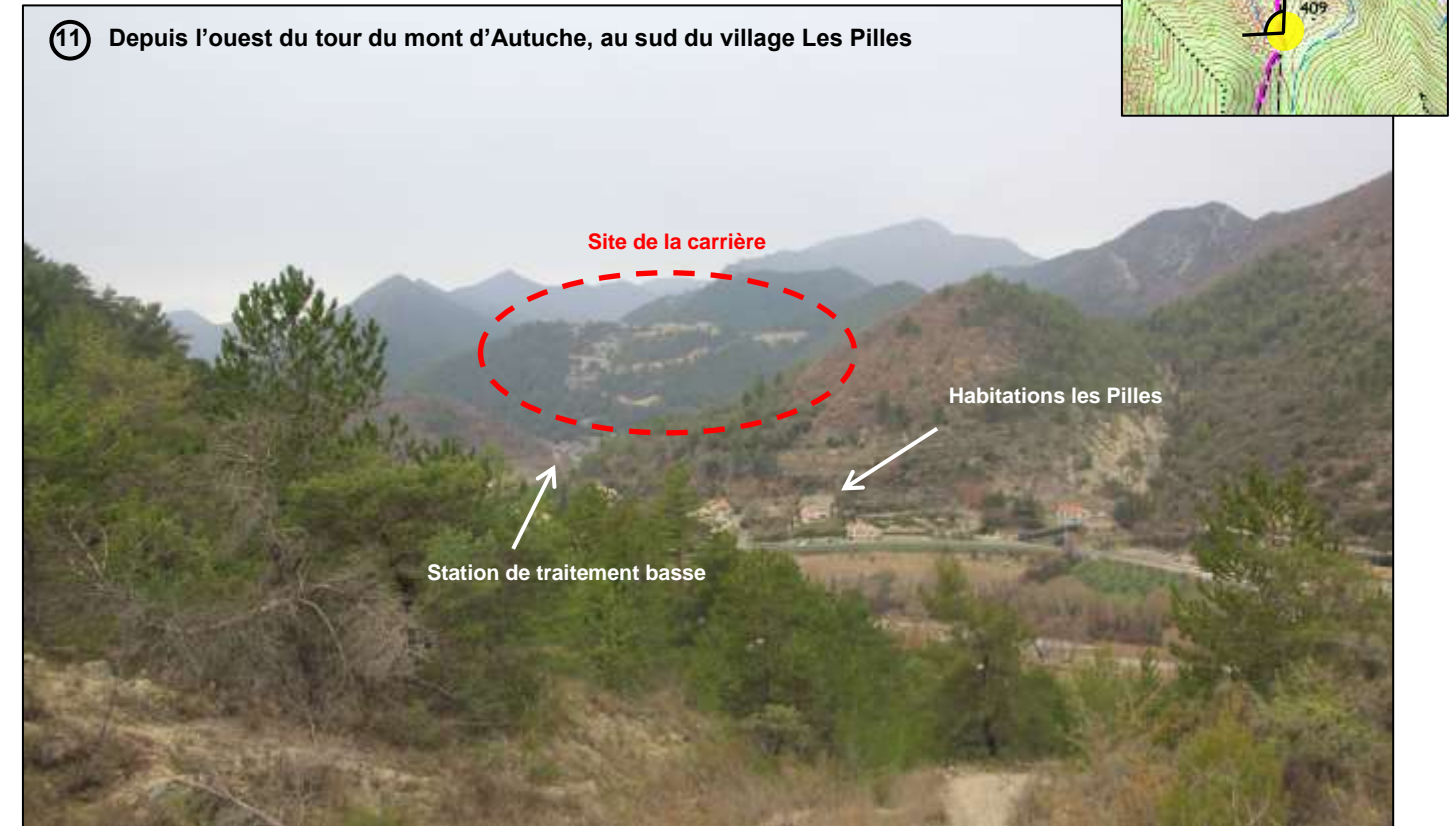 11 Depuis l'ouest du tour du mont d'Autuche, au sud du village Les Pilles
409
Site de la carrière
Habitations les Pilles
Station de traitement basse